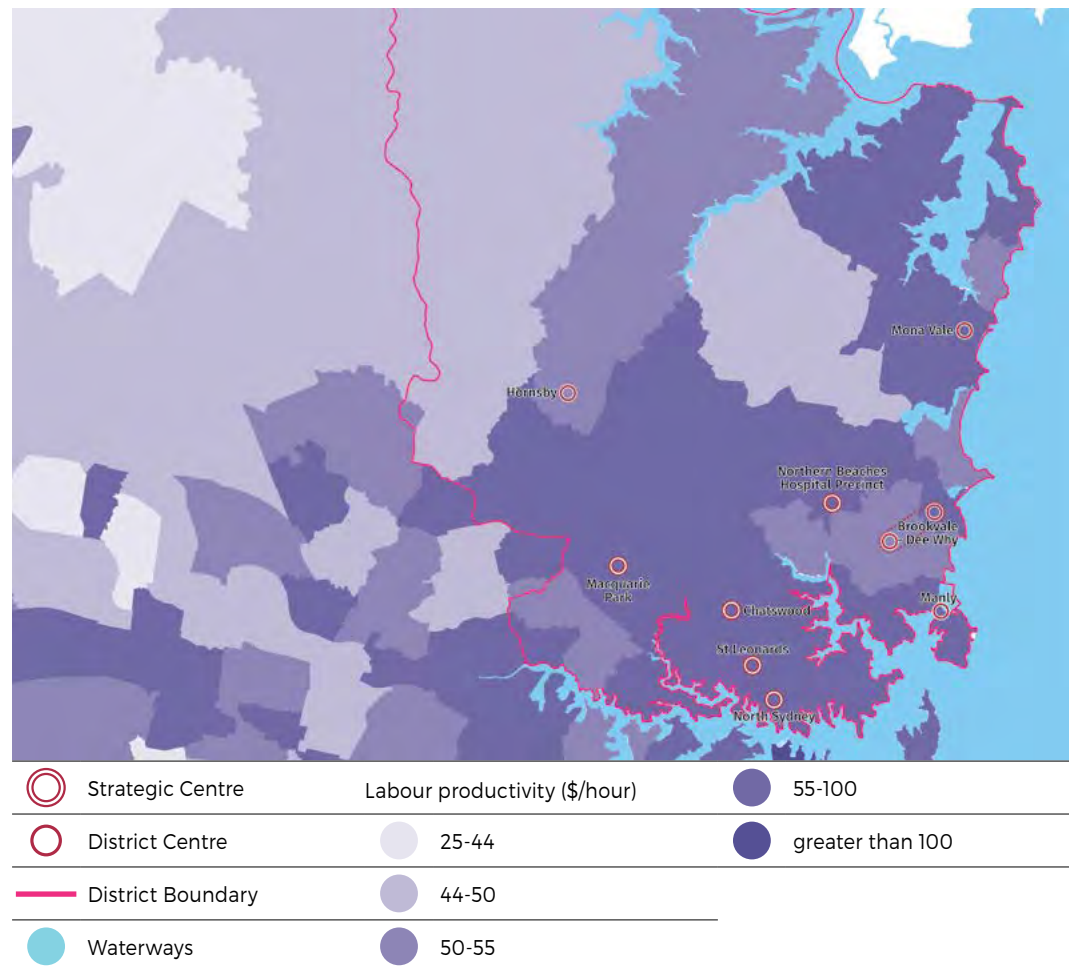 Mona Vale
Hornsby
Northern Beaches
Hospital Precinct
Brookvale
- Dee Why
Macquarie
Park
Manly
Chatswood
St Leonards
North Sydney
Strategic Centre
Labour productivity ($/hour)
55-100
District Centre
25-44
greater than 100
District Boundary
44-50
Waterways
50-55